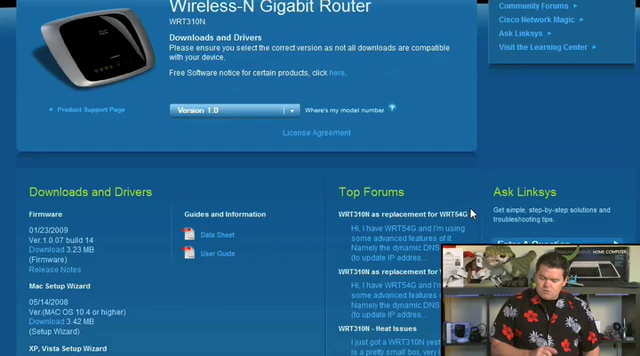 Wireless-N Gigabit Router
WRT310N
Downloads and Drivers
Please ensure you select the correct version as not all downloads are compatible
with your device.
Free Software notice for certain products, click here.
Product Support Page
Version 1.0
Where's my model number
?
License Agreement
Community Forums
Cisco Network Magic
Ask Linksys
Visit the Learning Center
Downloads and Drivers
Firmware
01/23/2009
Ver.1.0.07 build 14
Download 3.23 MB
(Firmware)
Release Notes
Mac Setup Wizard
05/14/2008
Ver.(MAC OS 10.4 or higher)
Download 3.42 MB
(Setup Wizard)
XP, Vista Setup Wizard
Guides and Information
Data Sheet
User Guide
Top Forums
WRT310N as replacement for WRT54G
Hi, I have WRT54G and I'm using
some advanced features of it.
Namely the dynamic DNS
(to update IP addres...
WRT310N as replacement for
Hi, I have WRT54G and I'm
some advanced features of
Namely the dynamic DNS
(to update IP addres...
WRT310N - Heat Issues
I just got a WRT310N
is a pretty small box, very
Ask Linksys
Get simple, step-by-step solutions and
troubleshooting tips.
Enter A Question
HOME COMPUTER